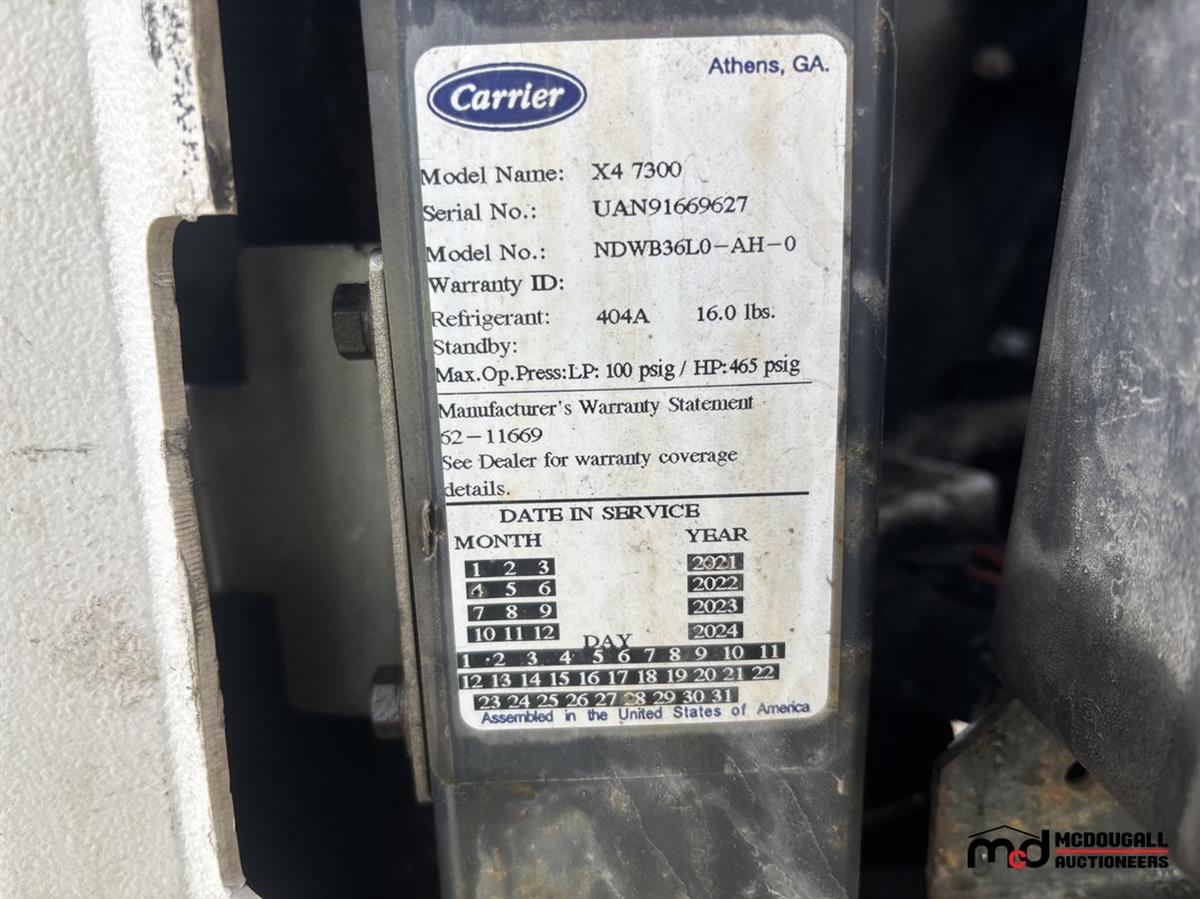 Carrier
Athens, GA.
Model Name: X4 7300
Serial No.: UAN91669627
Model No.: NDWB36L0-AH-0
Warranty ID:
Refrigerant: 404A 16.0 lbs.
Standby:
Max.Op.Press:LP: 100 psig / HP:465 psig
Manufacturer's Warranty Statement
62-11669
See Dealer for warranty coverage
details.
DATE IN SERVICE
MONTH YEAR
1 2 3 2021
4 5 6 2022
7 8 9 2023
10 11 12 2024
DAY
1 2 3 4 5 6 7 8 9 10 11
12 13 14 15 16 17 18 19 20 21 22
23 24 25 26 27 28 29 30 31
Assembled in the United States of America
mcd MCDOUGALL
AUCTIONEERS